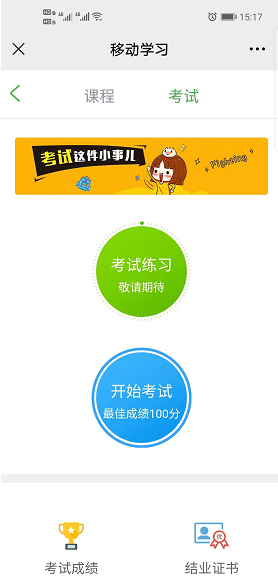 15:17
移动学习
课程
考试
考试这件小事儿
Fighting
考试练习
敬请期待
开始考试
最佳成绩100分
考试成绩
结业证书